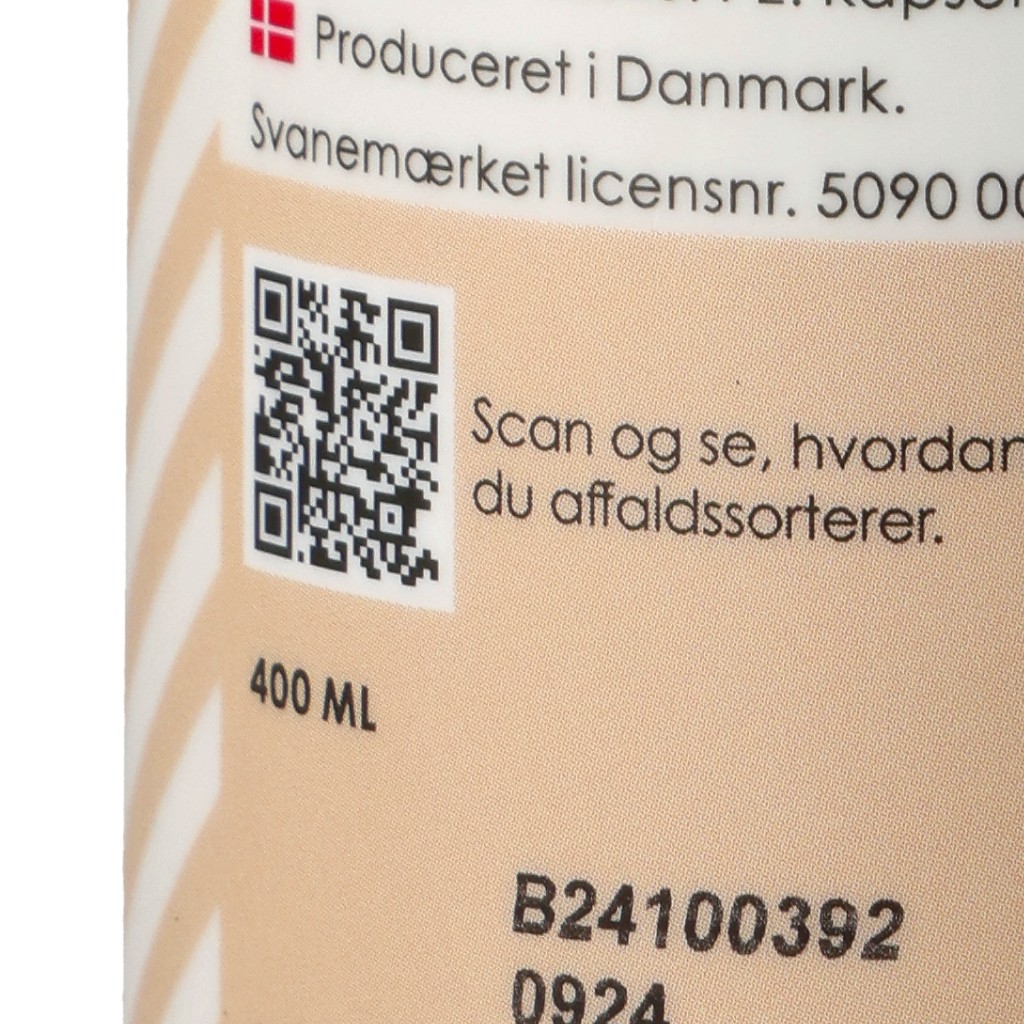 Produceret i Danmark.
Svanemærket licensnr. 5090
Scan og se, hvordan
du affaldssorterer.
400 ML
B24100392
0924